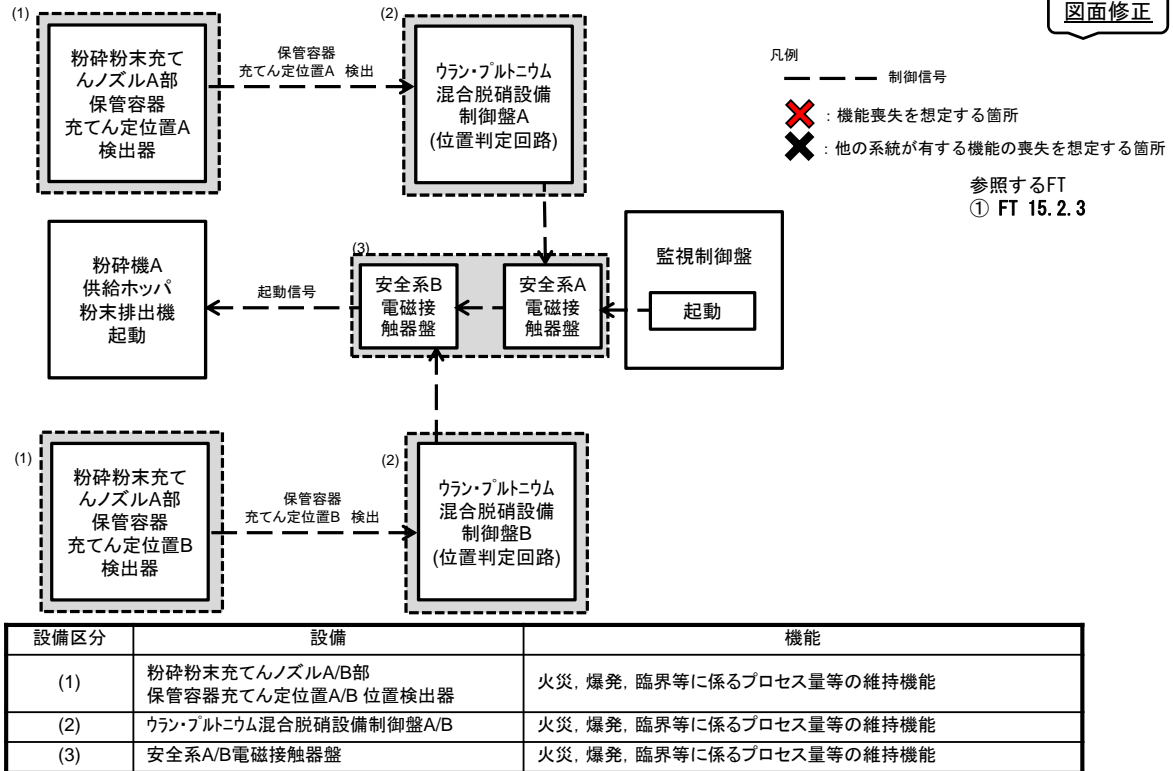 図面修正
(1)
粉砕粉末充て
んノズルA部
保管容器
充てん定位置A
検出器
保管容器
充てん定位置A 検出
(2)
ウラン・プルトニウム
混合脱硝設備
制御盤A
(位置判定回路)
凡例
制御信号
：機能喪失を想定する箇所
：他の系統が有する機能の喪失を想定する箇所
参照するFT
① FT 15.2.3
粉砕機A
供給ホッパ
粉末排出機
起動
起動信号
(3)
安全系B
電磁接
触器盤
安全系A
電磁接
触器盤
監視制御盤
起動
(1)
粉砕粉末充て
んノズルA部
保管容器
充てん定位置B
検出器
保管容器
充てん定位置B 検出
(2)
ウラン・プルトニウム
混合脱硝設備
制御盤B
(位置判定回路)
設備区分 設備 機能
(1) 粉砕粉末充てんノズルA/B部
保管容器充てん定位置A/B 位置検出器 火災，爆発，臨界等に係るプロセス量等の維持機能
(2) ウラン・プルトニウム混合脱硝設備制御盤A/B 火災，爆発，臨界等に係るプロセス量等の維持機能
(3) 安全系A/B電磁接触器盤 火災，爆発，臨界等に係るプロセス量等の維持機能